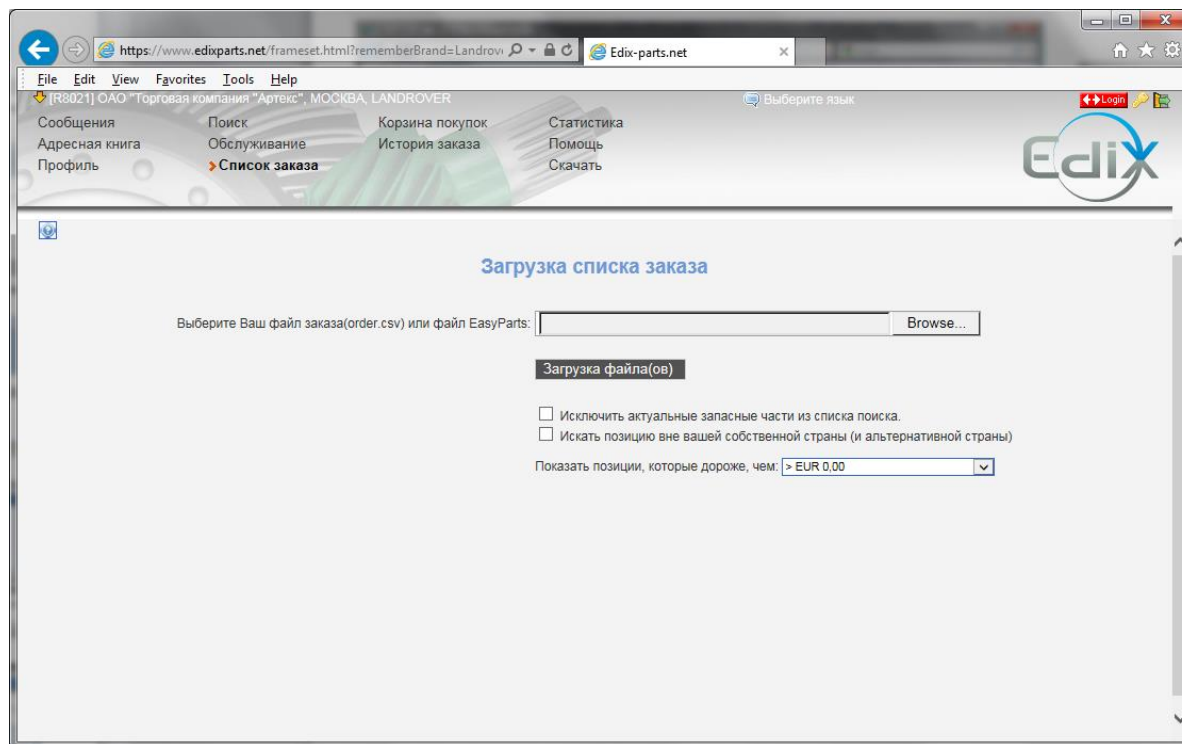 https://www.edixparts.net/frameset.html?rememberBrand=Landrov
Edix-parts.net
File Edit View Favorites Tools Help
[R8021] ОАО "Торговая компания "Артекс", МОСКВА, LANDROVER
Выберите язык
Login
Сообщения Поиск Корзина покупок Статистика
Адресная книга Обслуживание История заказа Помощь
Профиль Список заказа Скачать
Edix
Загрузка списка заказа
Выберите Ваш файл заказа(order.csv) или файл EasyParts: Browse...
Загрузка файла(ов)
Исключить актуальные запасные части из списка поиска.
Искать позицию вне вашей собственной страны (и альтернативной страны)
Показать позиции, которые дороже, чем: > EUR 0,00